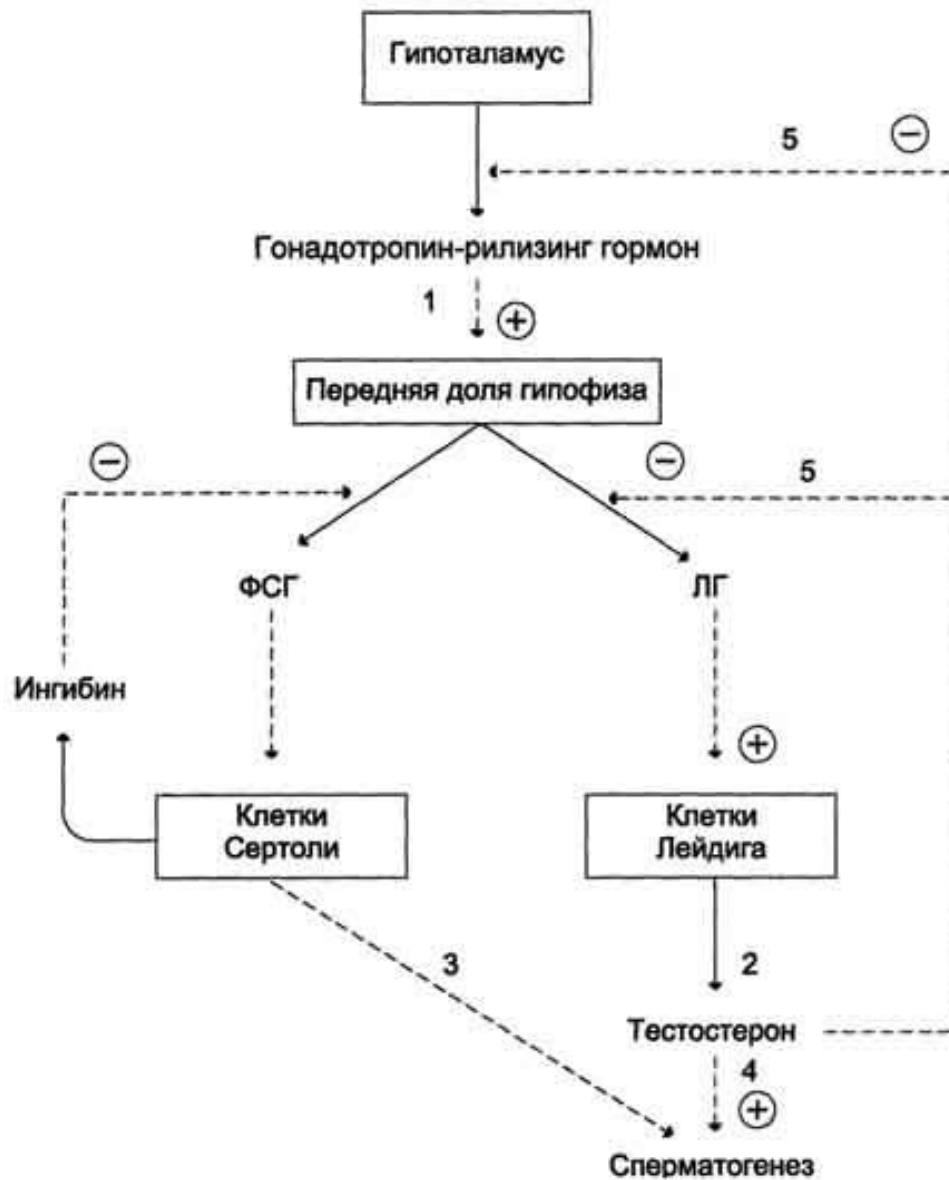 Гипоталамус
5
−
Гонадотропин-рилизинг гормон
1
+
Передняя доля гипофиза
−
−
5
ФСГ
ЛГ
Ингибин
+
Клетки
Сертоли
Клетки
Лейдига
3
2
Тестостерон
4
+
Сперматогенез